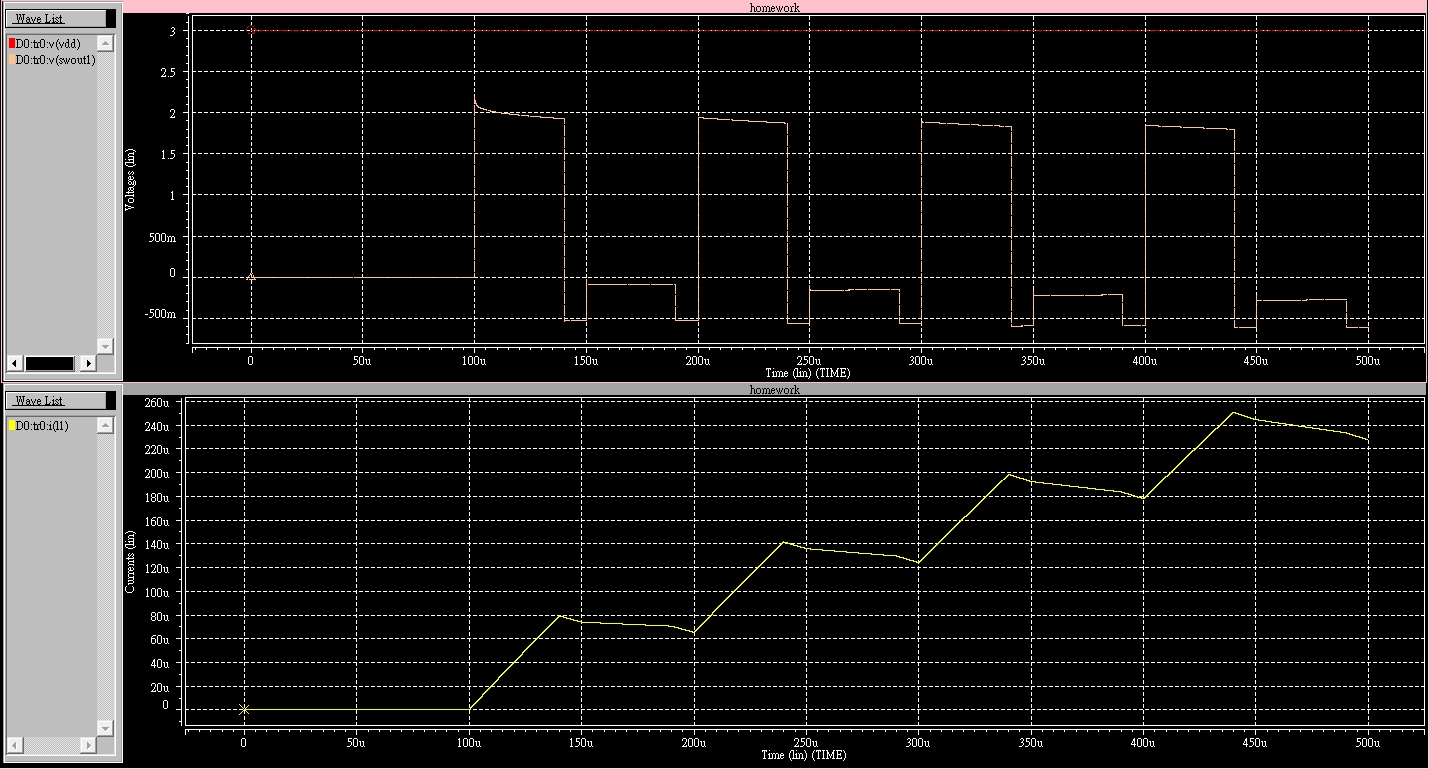 homework
Wave List
D0:tr0:v(vdd)
D0:tr0:v(swout1)
3
2.5
2
1.5
1
500m
0
-500m
Voltages (lin)
0 50u 100u 150u 200u 250u 300u 350u 400u 450u 500u
Time (lin) (TIME)
homework
Wave List
D0:tr0:i(l1)
260u
240u
220u
200u
180u
160u
140u
120u
100u
80u
60u
40u
20u
0
Currents (lin)
0 50u 100u 150u 200u 250u 300u 350u 400u 450u 500u
Time (lin) (TIME)